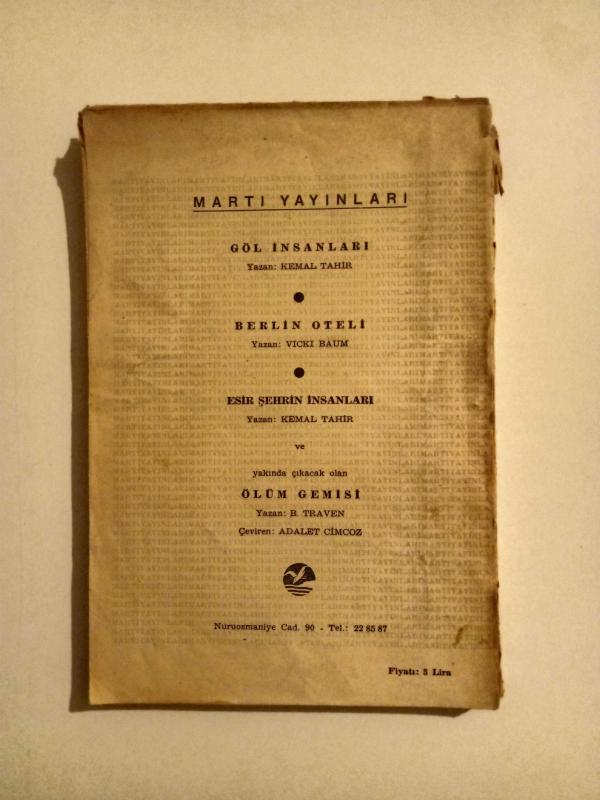 MARTI YAYINLARI
GÖL İNSANLARI
Yazan: KEMAL TAHİR
BERLİN OTELİ
Yazan: VICKI BAUM
ESİR ŞEHRİN İNSANLARI
Yazan: KEMAL TAHİR
ve
yakında çıkacak olan
ÖLÜM GEMİSİ
Yazan: B. TRAVEN
Çeviren: ADALET CİMCOZ
Nuruosmaniye Cad. 90 - Tel.: 22 85 87
Fiyatı: 5 Lira